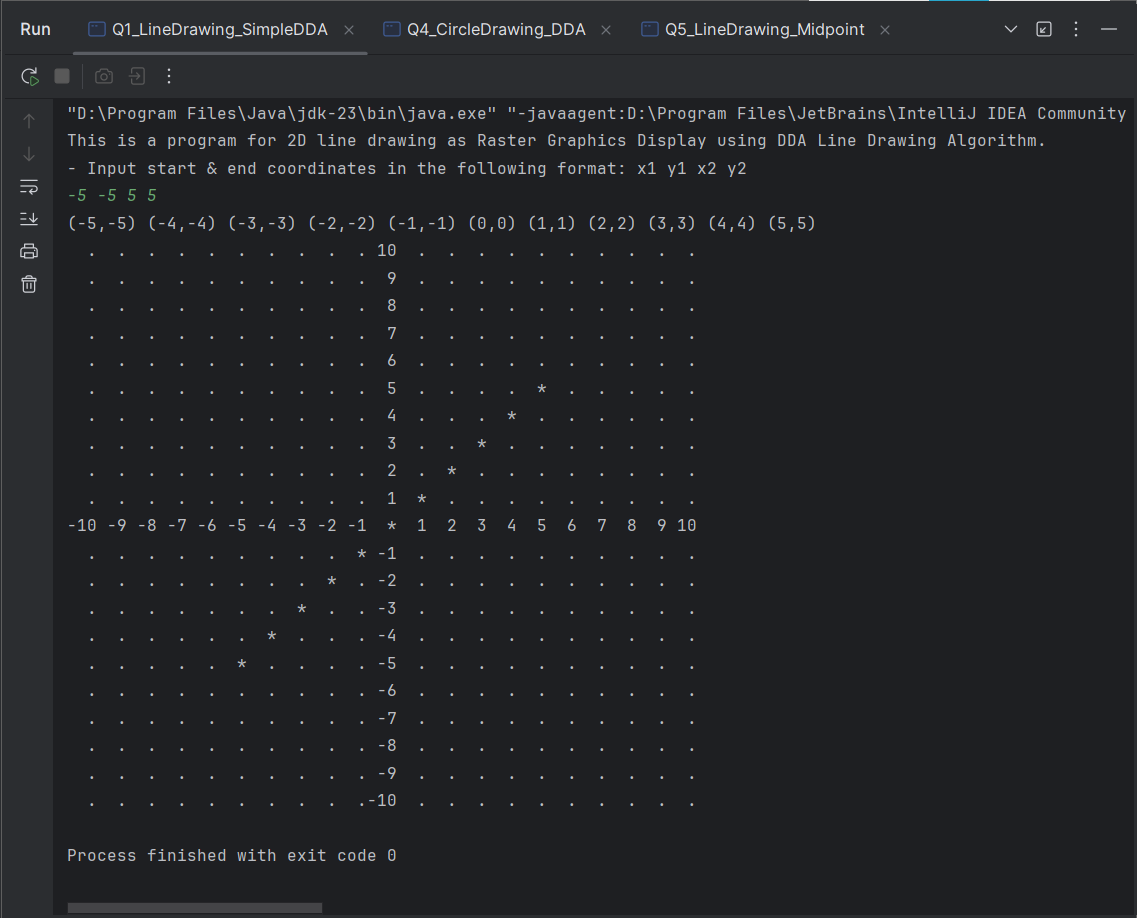 Run Q1_LineDrawing_SimpleDDA Q4_CircleDrawing_DDA Q5_LineDrawing_Midpoint
"D:\Program Files\Java\jdk-23\bin\java.exe" "-javaagent:D:\Program Files\JetBrains\IntelliJ IDEA Community
This is a program for 2D line drawing as Raster Graphics Display using DDA Line Drawing Algorithm.
- Input start & end coordinates in the following format: x1 y1 x2 y2
-5 -5 5 5
(-5,-5) (-4,-4) (-3,-3) (-2,-2) (-1,-1) (0,0) (1,1) (2,2) (3,3) (4,4) (5,5)
  .  .  .  .  .  .  .  .  .  . 10  .  .  .  .  .  .  .  .  .  .
  .  .  .  .  .  .  .  .  .  .  9  .  .  .  .  .  .  .  .  .  .
  .  .  .  .  .  .  .  .  .  .  8  .  .  .  .  .  .  .  .  .  .
  .  .  .  .  .  .  .  .  .  .  7  .  .  .  .  .  .  .  .  .  .
  .  .  .  .  .  .  .  .  .  .  6  .  .  .  .  .  .  .  .  .  .
  .  .  .  .  .  .  .  .  .  .  5  .  .  .  .  *  .  .  .  .  .
  .  .  .  .  .  .  .  .  .  .  4  .  .  .  *  .  .  .  .  .  .
  .  .  .  .  .  .  .  .  .  .  3  .  .  *  .  .  .  .  .  .  .
  .  .  .  .  .  .  .  .  .  .  2  .  *  .  .  .  .  .  .  .  .
  .  .  .  .  .  .  .  .  .  .  1  *  .  .  .  .  .  .  .  .  .
-10 -9 -8 -7 -6 -5 -4 -3 -2 -1  *  1  2  3  4  5  6  7  8  9 10
  .  .  .  .  .  .  .  .  .  * -1  .  .  .  .  .  .  .  .  .  .
  .  .  .  .  .  .  .  .  *  . -2  .  .  .  .  .  .  .  .  .  .
  .  .  .  .  .  .  .  *  .  . -3  .  .  .  .  .  .  .  .  .  .
  .  .  .  .  .  .  *  .  .  . -4  .  .  .  .  .  .  .  .  .  .
  .  .  .  .  .  *  .  .  .  . -5  .  .  .  .  .  .  .  .  .  .
  .  .  .  .  .  .  .  .  .  . -6  .  .  .  .  .  .  .  .  .  .
  .  .  .  .  .  .  .  .  .  . -7  .  .  .  .  .  .  .  .  .  .
  .  .  .  .  .  .  .  .  .  . -8  .  .  .  .  .  .  .  .  .  .
  .  .  .  .  .  .  .  .  .  . -9  .  .  .  .  .  .  .  .  .  .
  .  .  .  .  .  .  .  .  .  .-10  .  .  .  .  .  .  .  .  .  .
Process finished with exit code 0